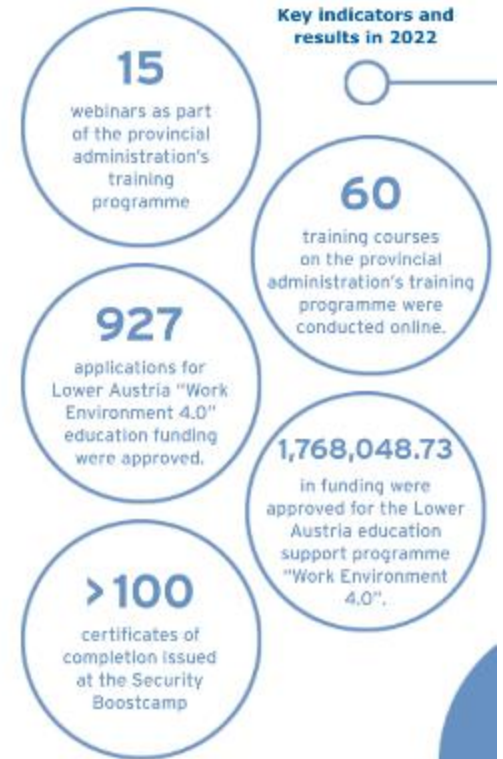 Key indicators and
results in 2022
15
webinars as part
of the provincial
administration's
training
programme
60
training courses
on the provincial
administration's training
programme were
conducted online.
927
applications for
Lower Austria "Work
Environment 4.0"
education funding
were approved.
1,768,048.73
in funding were
approved for the Lower
Austria education
support programme
"Work Environment
4.0".
>100
certificates of
completion issued
at the Security
Boostcamp